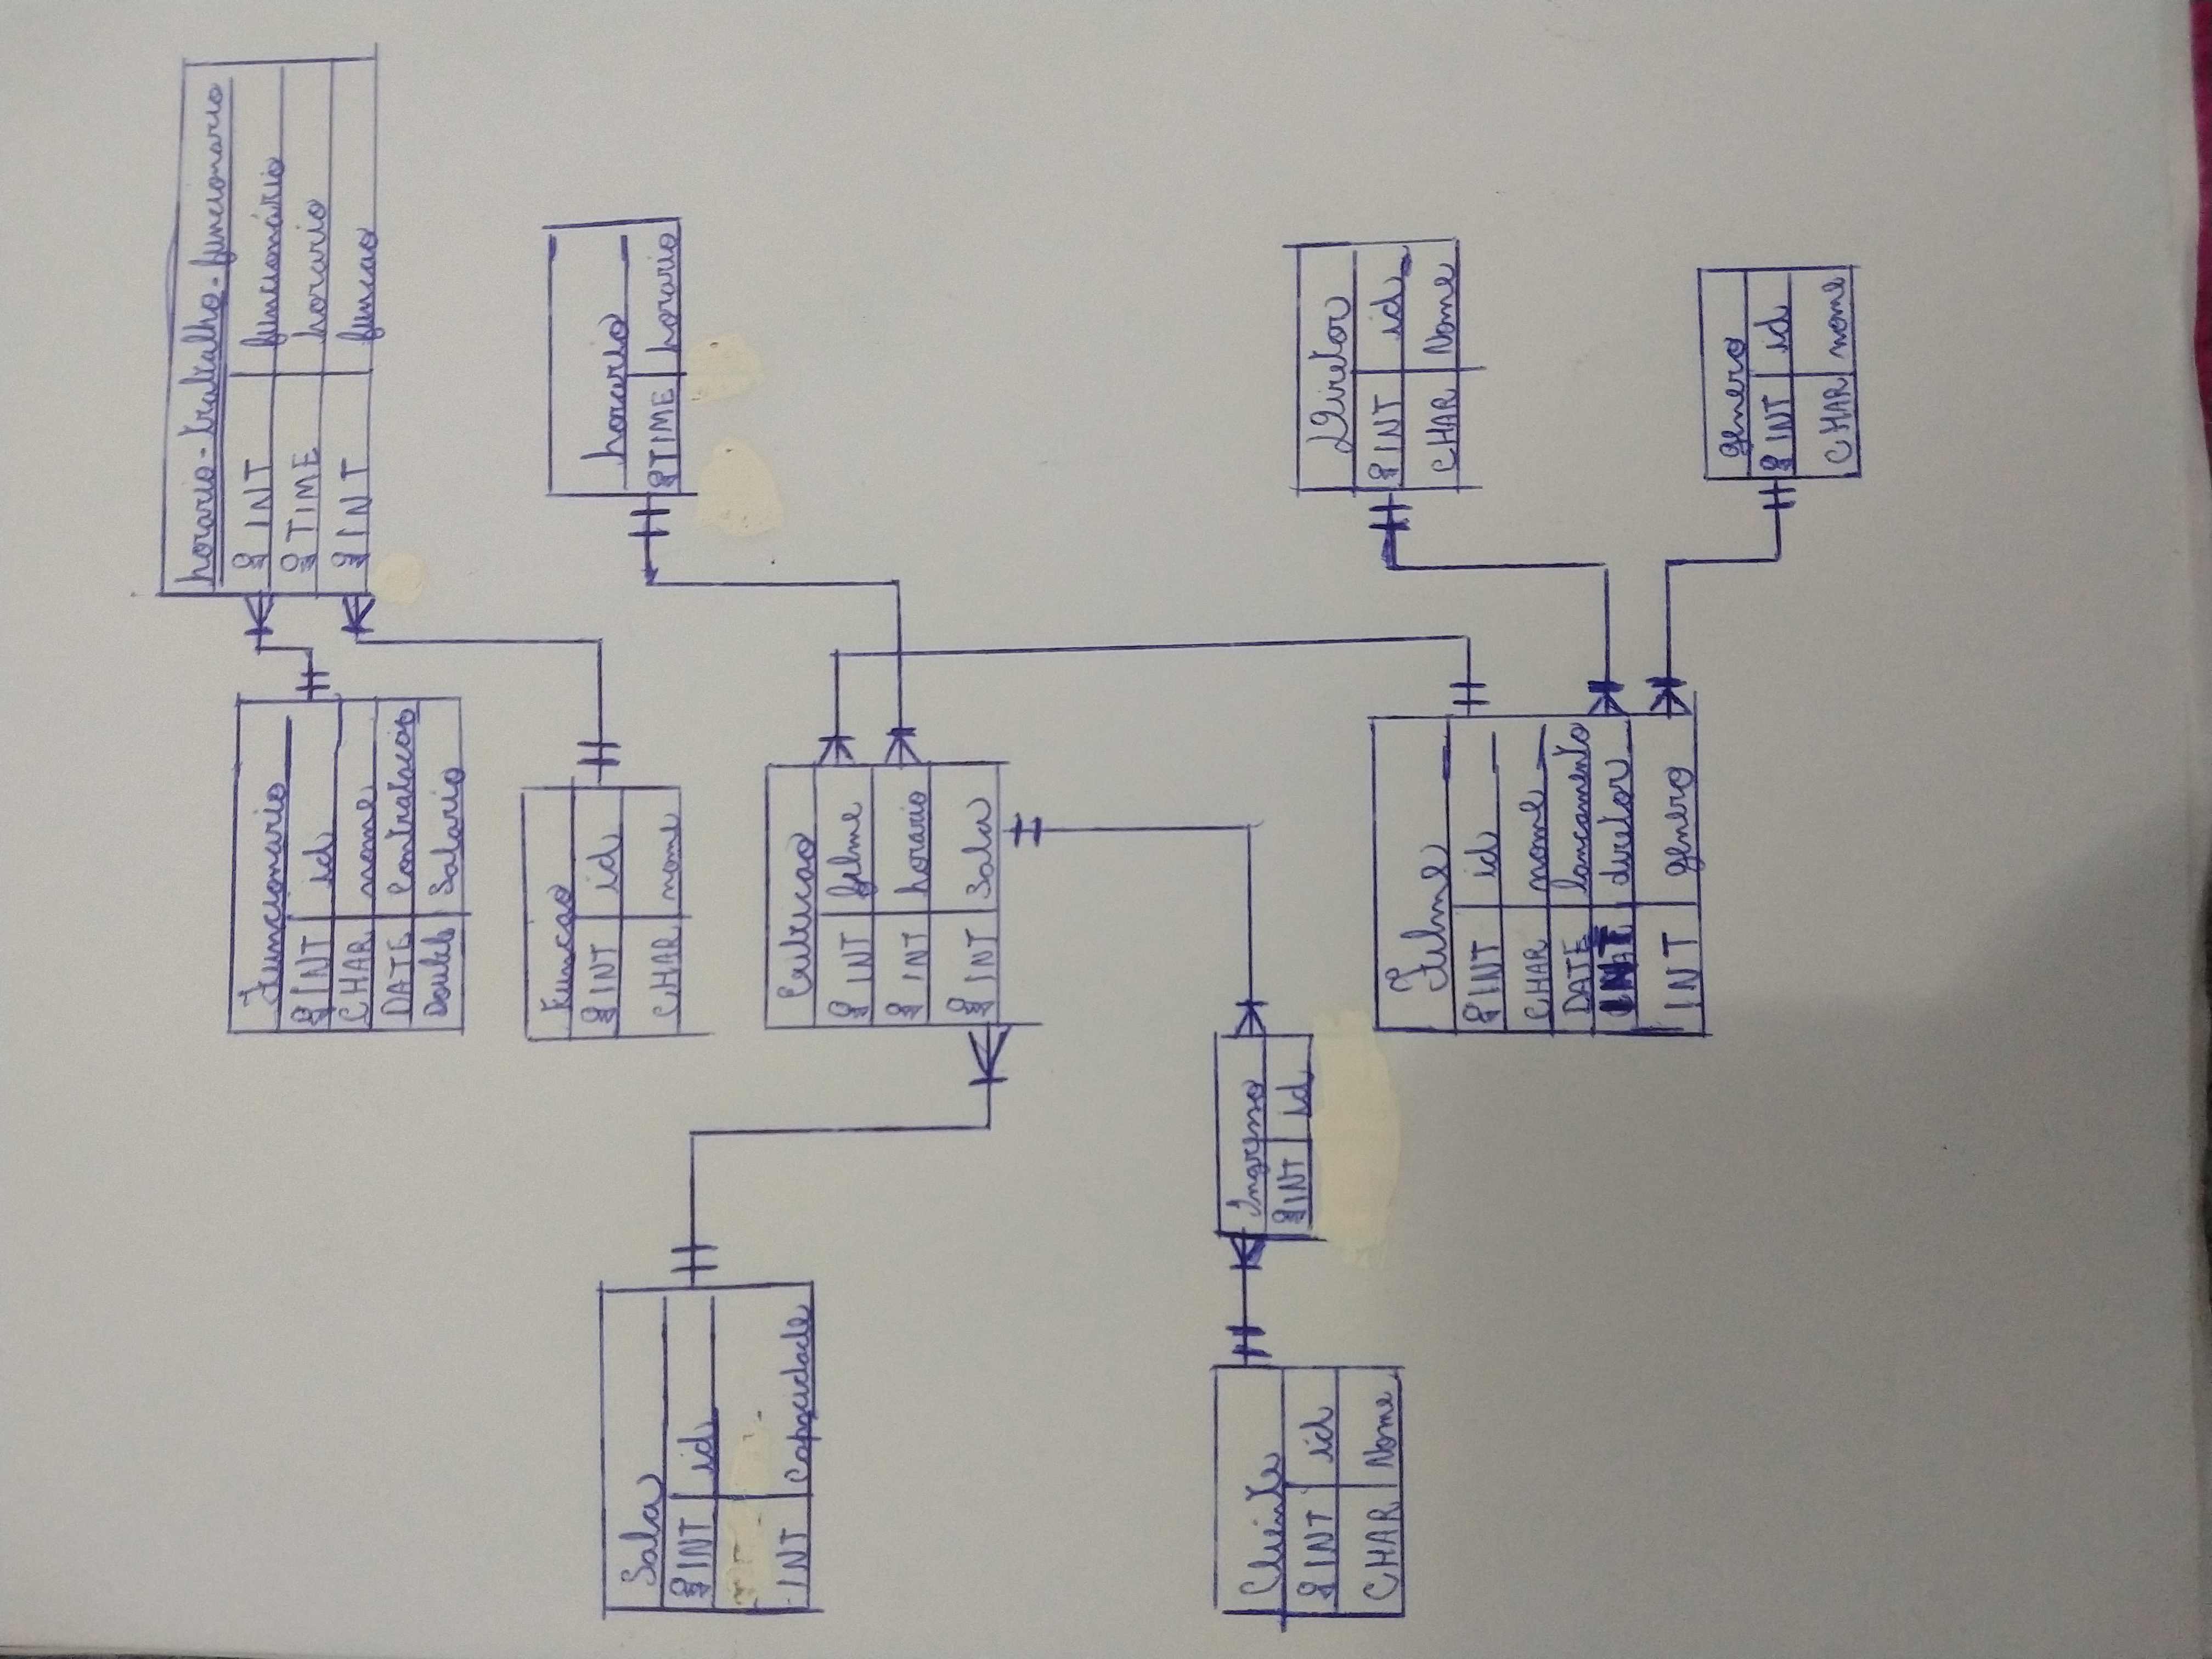 horario-trabalho-funcionario
INT funcionário
TIME horario
INT funcao
Funcionario
INT id
CHAR nome
DATE Contratacao
Double Salario
Funcao
INT id
CHAR nome
horario
TIME horario
Sala
INT id
INT Capacidade
Exibicao
INT filme
INT horario
INT Sala
Cliente
INT id
CHAR Nome
Ingresso
INT id
Diretor
INT id
CHAR Nome
Filme
INT id
CHAR nome
DATE lancamento
INT diretor
INT genero
genero
INT id
CHAR nome